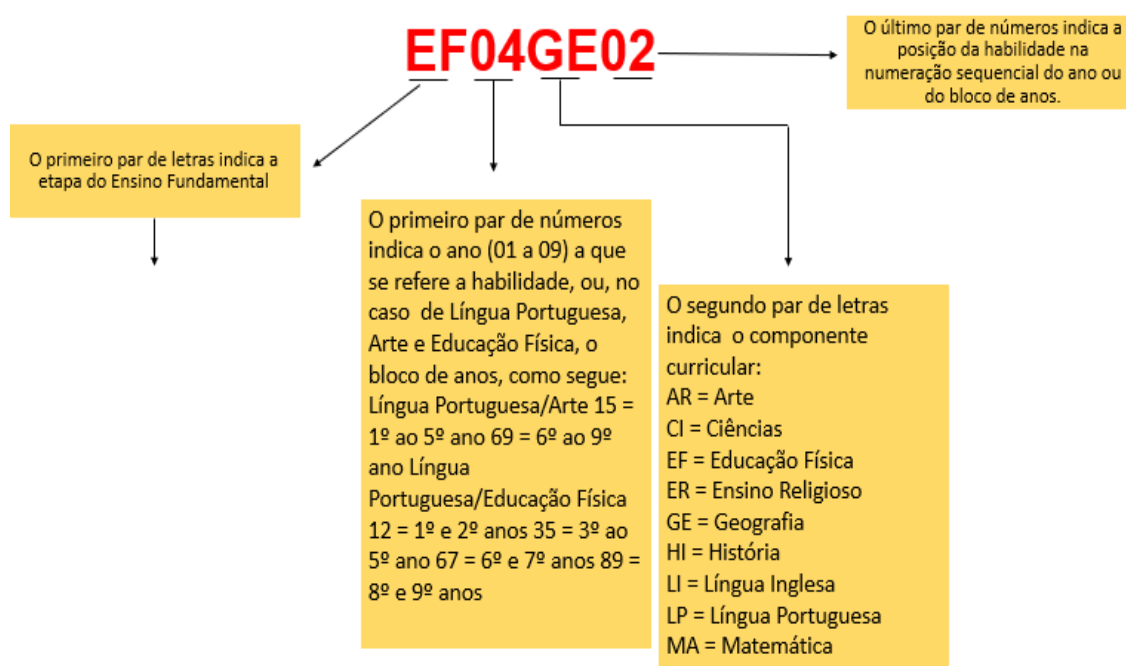 EF04GE02
O último par de números indica a
posição da habilidade na
numeração sequencial do ano ou
do bloco de anos.
O primeiro par de letras indica a
etapa do Ensino Fundamental
O primeiro par de números
indica o ano (01 a 09) a que
se refere a habilidade, ou, no
caso de Língua Portuguesa,
Arte e Educação Física, o
bloco de anos, como segue:
Língua Portuguesa/Arte 15 =
1º ao 5º ano 69 = 6º ao 9º
ano Língua
Portuguesa/Educação Física
12 = 1º e 2º anos 35 = 3º ao
5º ano 67 = 6º e 7º anos 89 =
8º e 9º anos
O segundo par de letras
indica o componente
curricular:
AR = Arte
CI = Ciências
EF = Educação Física
ER = Ensino Religioso
GE = Geografia
HI = História
LI = Língua Inglesa
LP = Língua Portuguesa
MA = Matemática